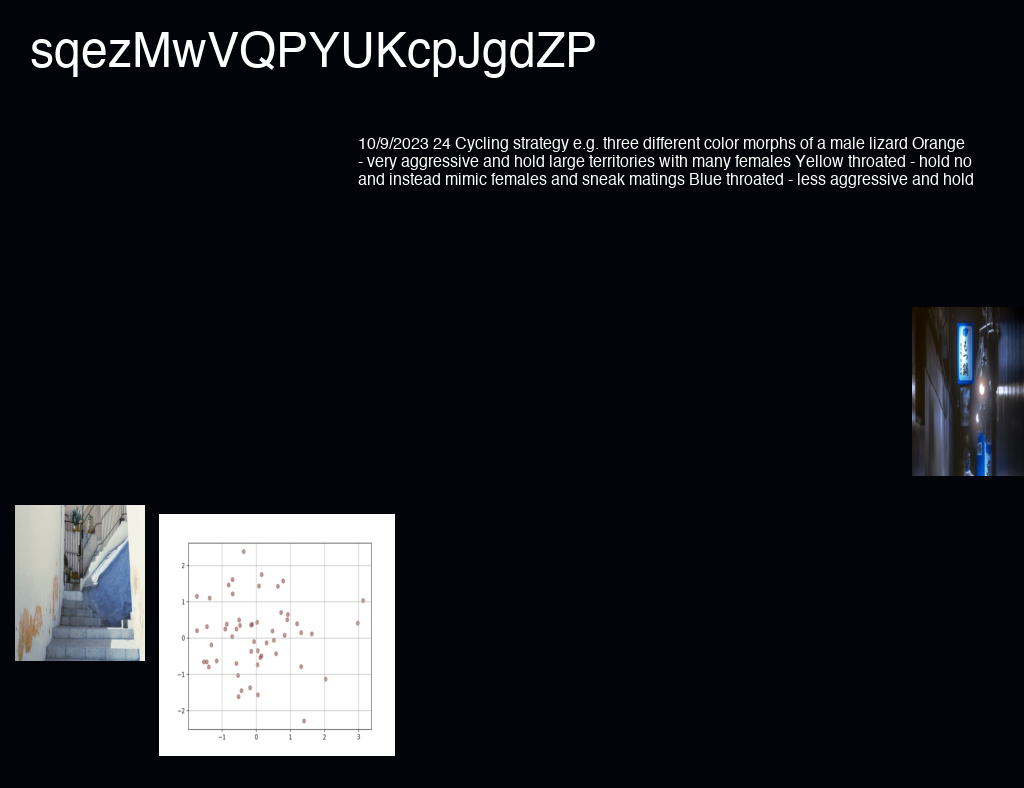 sqezMwVQPYUKcpJgdZP
10/9/2023 24 Cycling strategy e.g. three different color morphs of a male lizard Orange
- very aggressive and hold large territories with many females Yellow throated - hold no
and instead mimic females and sneak matings Blue throated - less aggressive and hold
2
1
0
−1
−2
−1 0 1 2 3